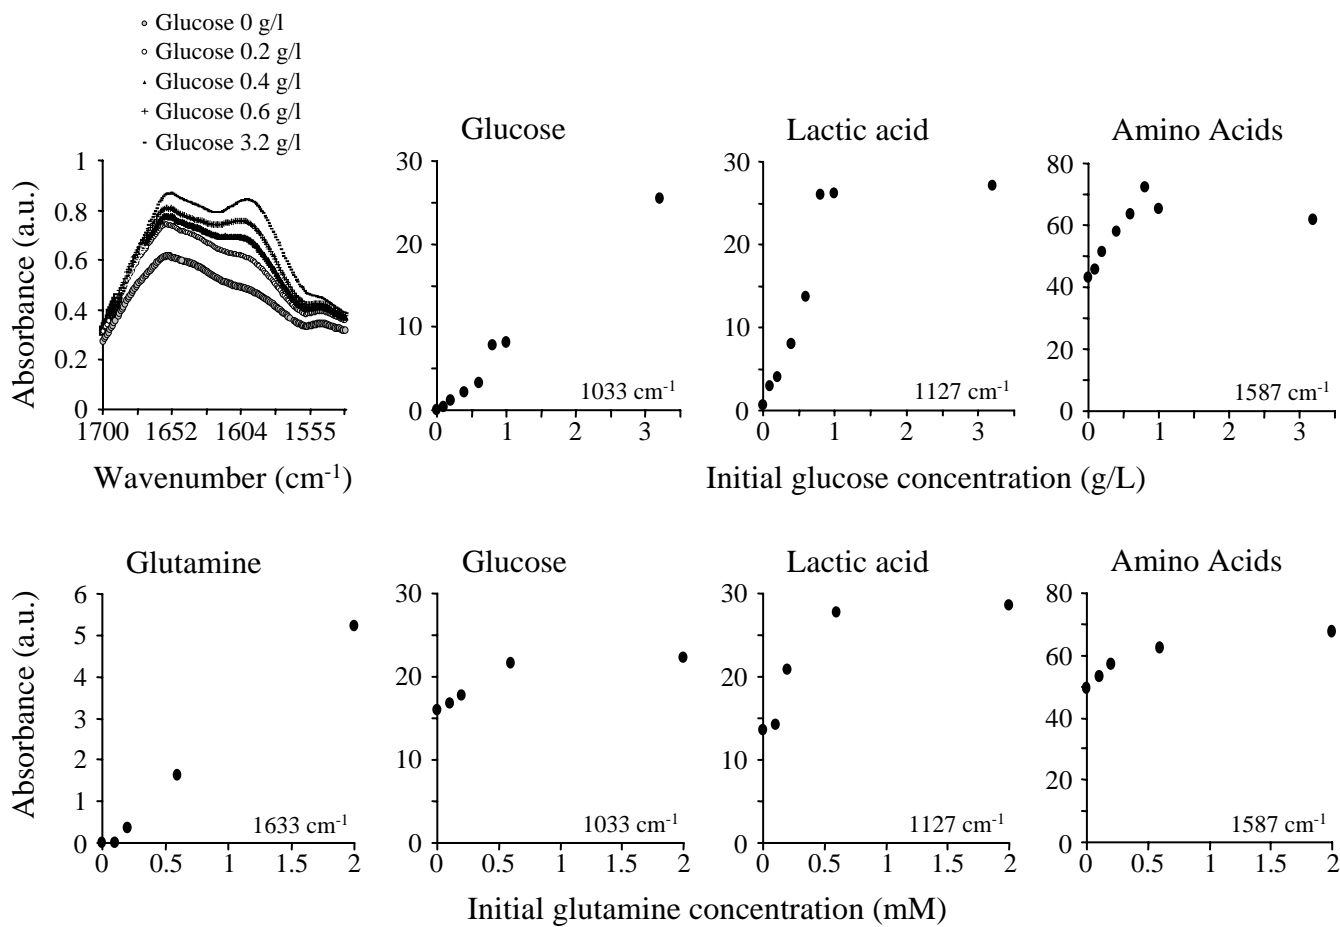 Glucose 0 g/l
Glucose 0.2 g/l
Glucose 0.4 g/l
Glucose 0.6 g/l
Glucose 3.2 g/l
Absorbance (a.u.)
1
0.8
0.6
0.4
0.2
0
1700 1652 1604 1555
Wavenumber (cm-1)
Glucose
30
20
10
0
0 1 2 3
1033 cm-1
Lactic acid
30
20
10
0
0 1 2 3
1127 cm-1
Amino Acids
80
60
40
20
0
0 1 2 3
1587 cm-1
Initial glucose concentration (g/L)
Absorbance (a.u.)
Glutamine
6
5
4
3
2
1
0
0 0.5 1 1.5 2
1633 cm-1
Glucose
30
20
10
0
0 0.5 1 1.5 2
1033 cm-1
Lactic acid
30
20
10
0
0 0.5 1 1.5 2
1127 cm-1
Amino Acids
80
60
40
20
0
0 0.5 1 1.5 2
1587 cm-1
Initial glutamine concentration (mM)